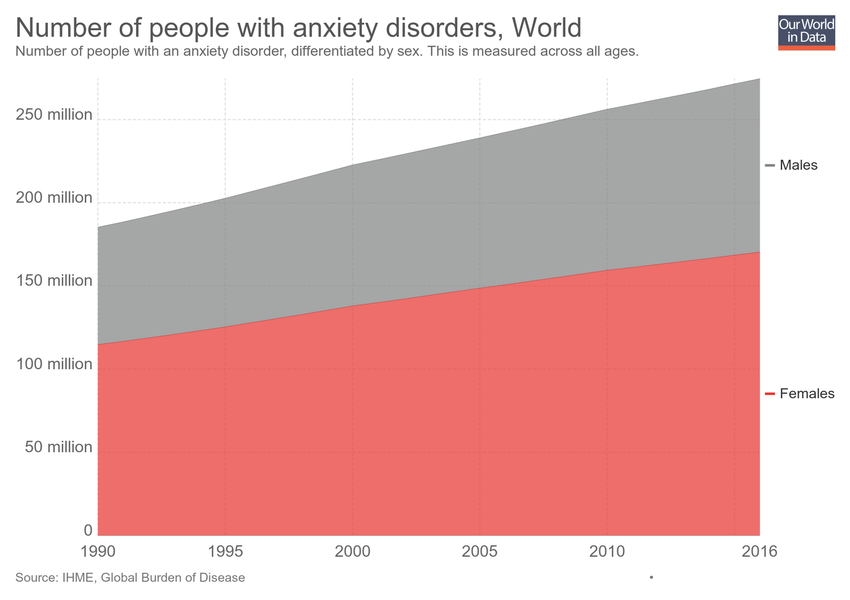 Number of people with anxiety disorders, World
Number of people with an anxiety disorder, differentiated by sex. This is measured across all ages.
Our World
in Data
250 million
200 million
150 million
100 million
50 million
0
1990
1995
2000
2005
2010
2016
Males
Females
Source: IHME, Global Burden of Disease